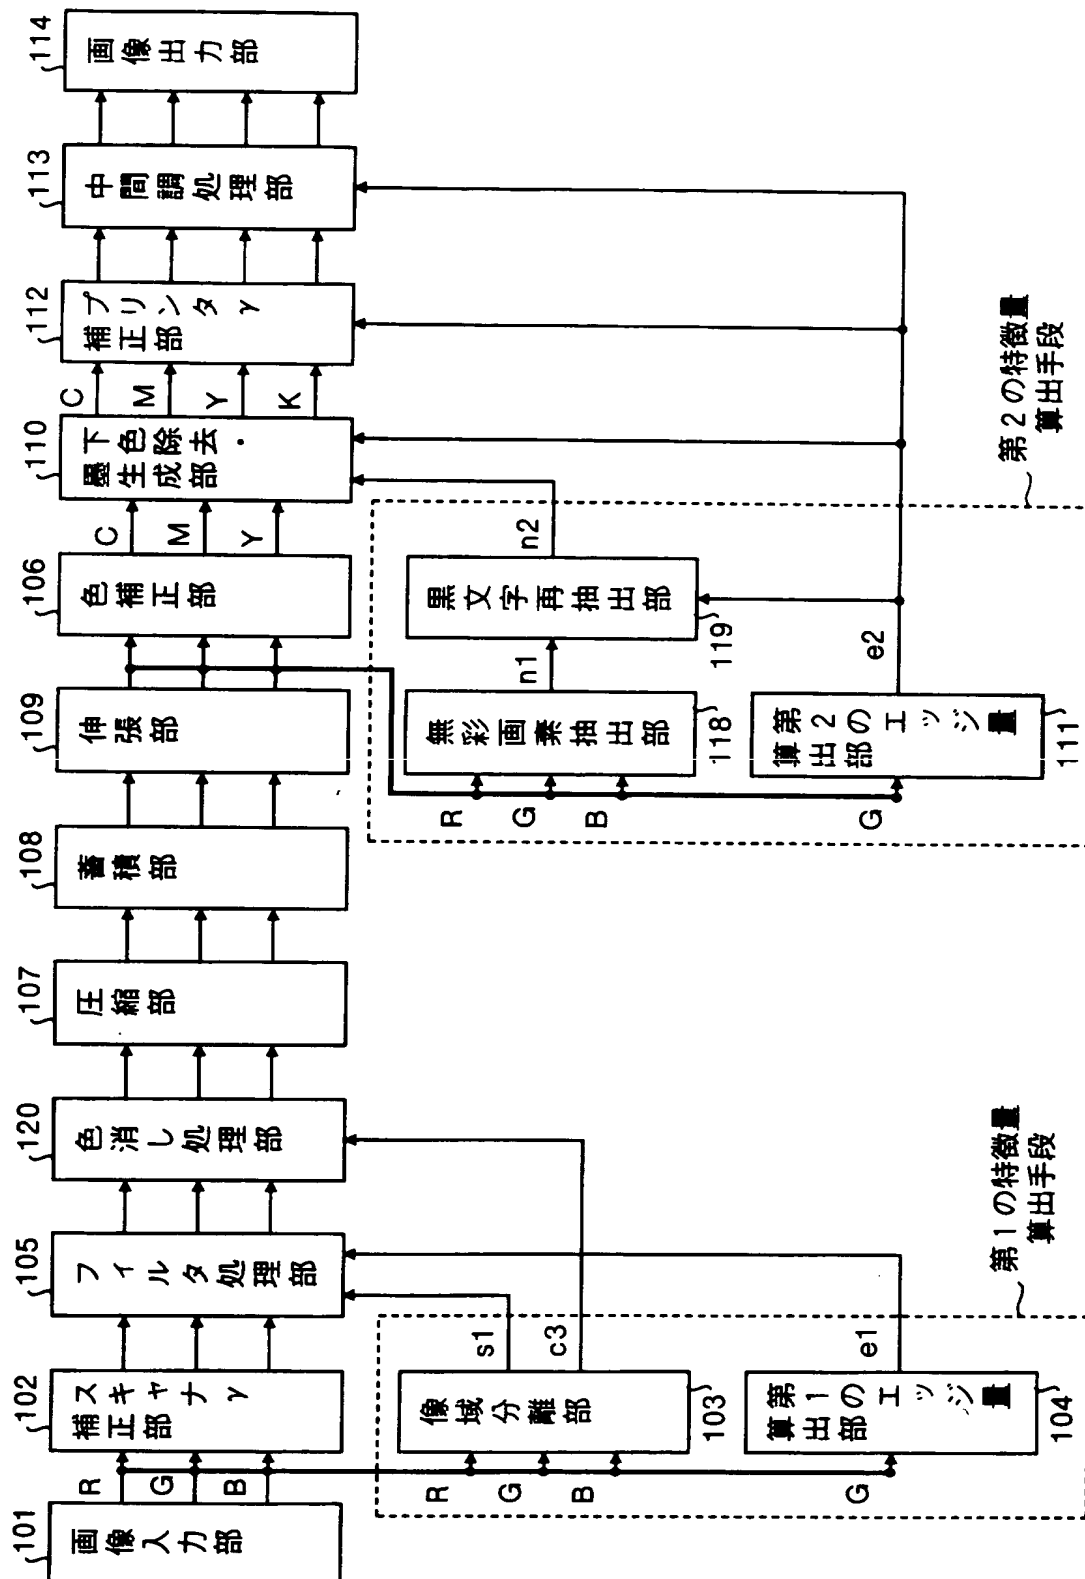 101
画像入力部
R
G
B
102
スキャナγ
補正部
105
フィルタ処理部
120
色消し処理部
107
圧縮部
108
蓄積部
109
伸張部
106
色補正部
C
M
Y
110
下色除去・
墨生成部
C
M
Y
K
112
プリンタγ
補正部
113
中間調処理部
114
画像出力部
R
G
B
像域分離部
103
s1
c3
G
第1のエッジ量
算出部
104
e1
第1の特徴量
算出手段
R
G
B
無彩画素抽出部
118
n1
黒文字再抽出部
119
n2
G
第2のエッジ量
算出部
111
e2
第2の特徴量
算出手段